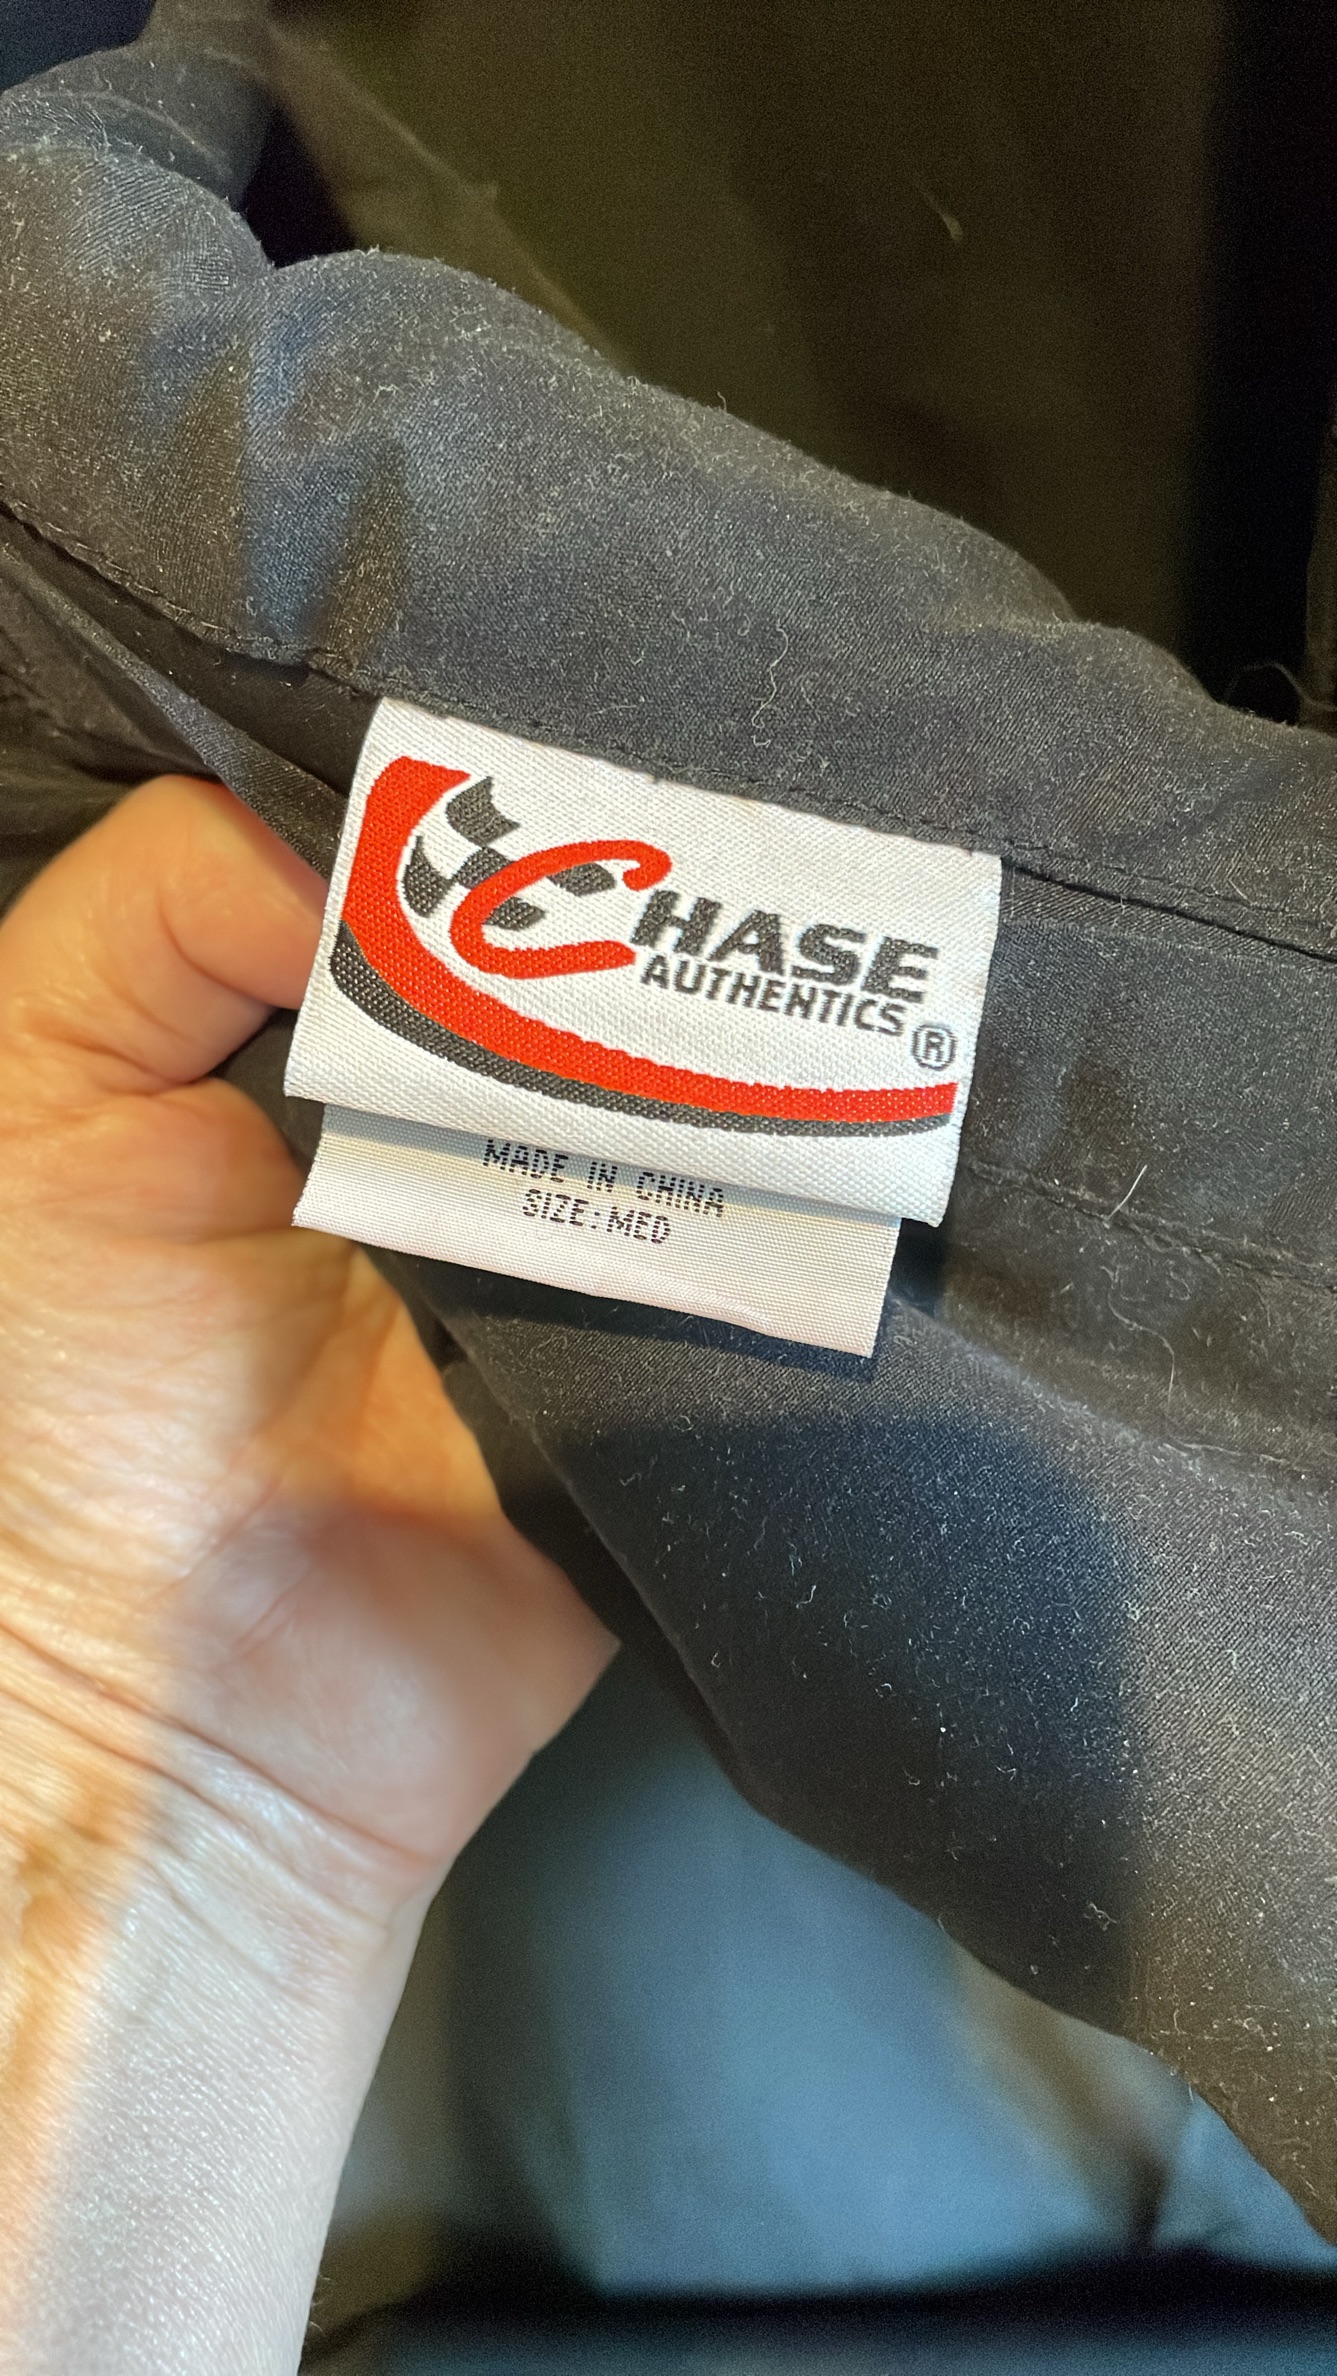 CHASE
AUTHENTICS
®
MADE IN CHINA
SIZE:MED